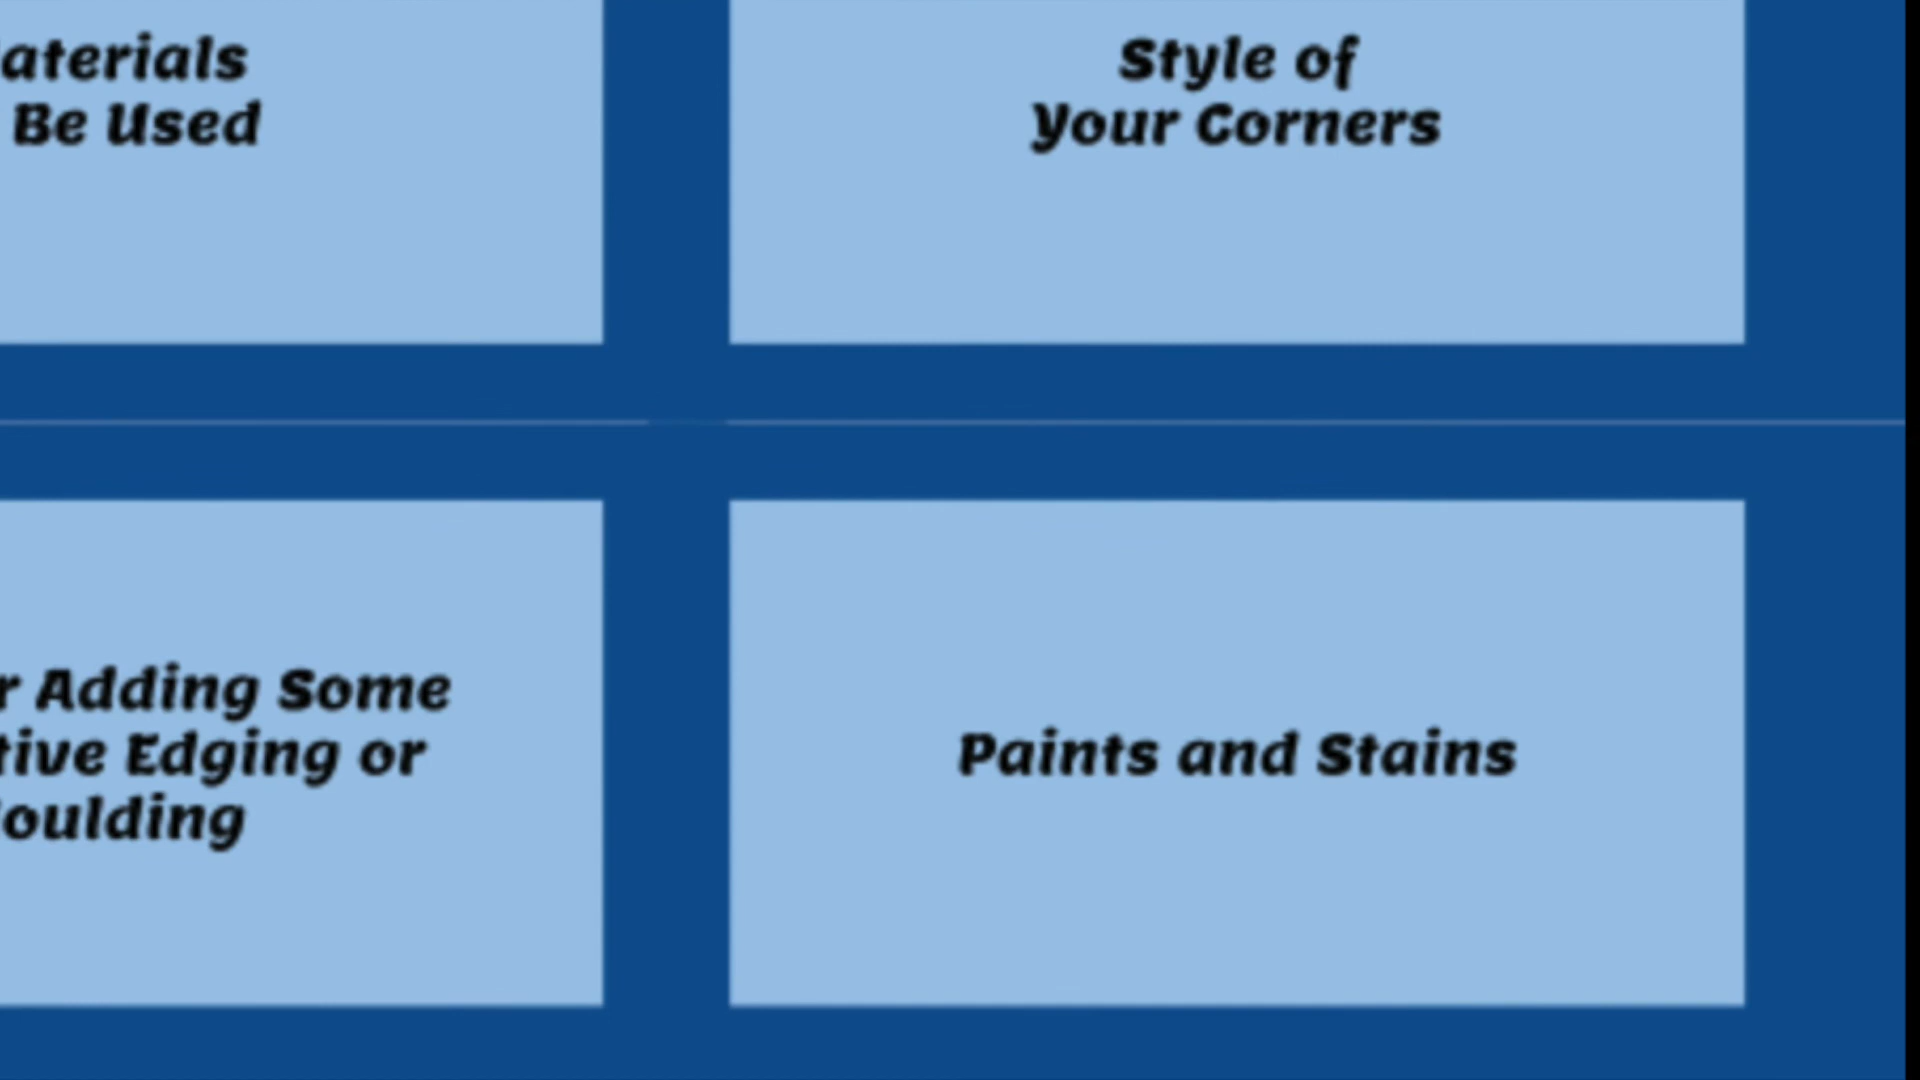 aterials
Be Used
Style of
Your Corners
r Adding Some
tive Edging or
oulding
Paints and Stains